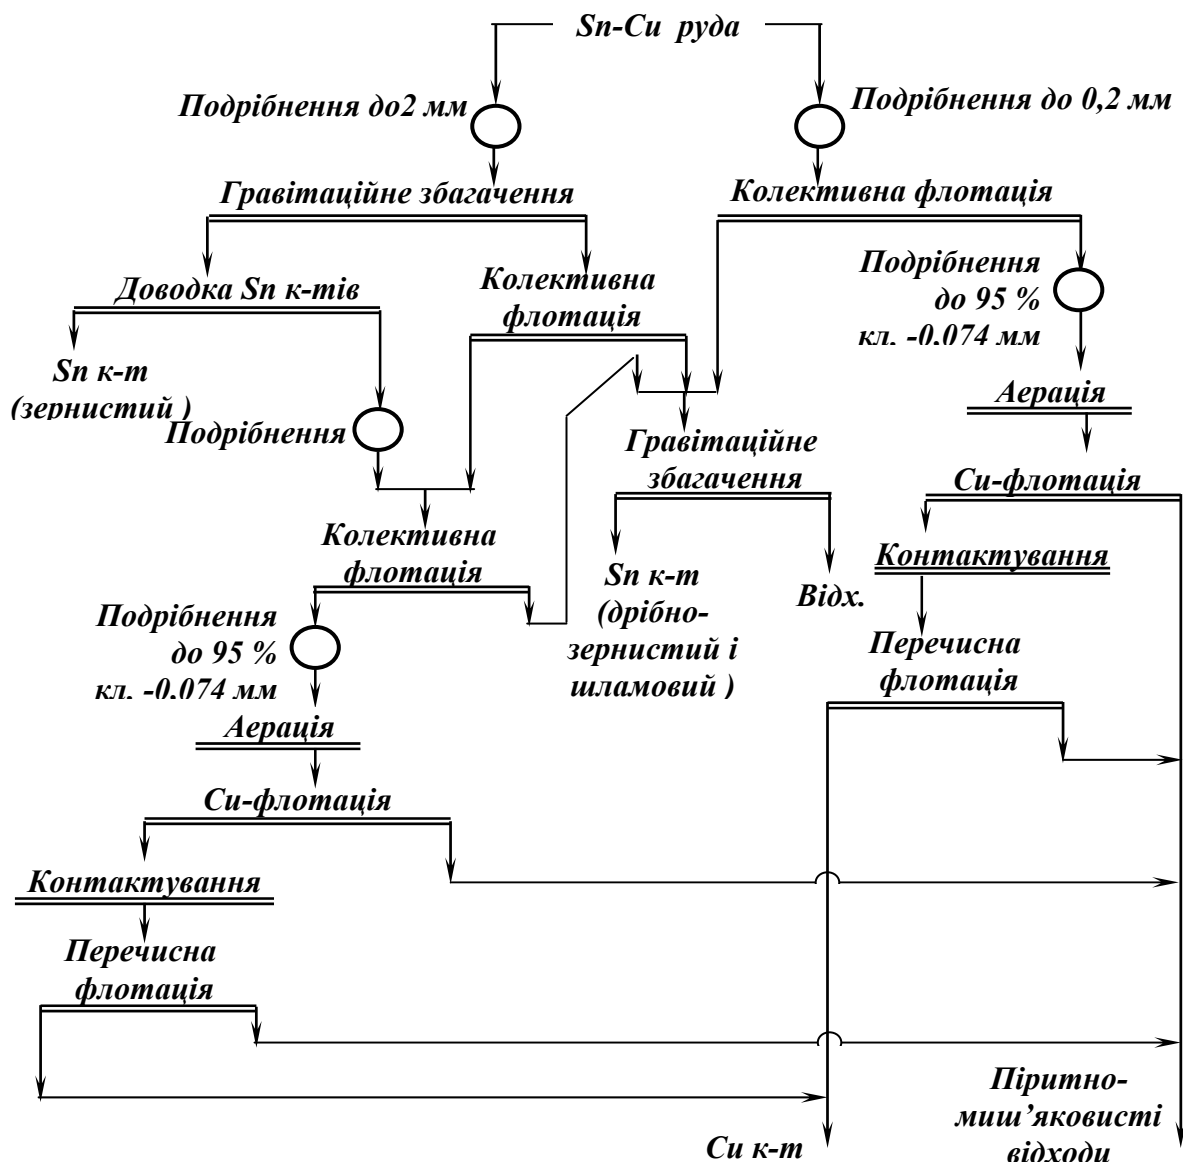 Sn-Cu руда
Подрібнення до2 мм
Подрібнення до 0,2 мм
Гравітаційне збагачення
Колективна флотація
Доводка Sn к-тів
Колективна
флотація
Подрібнення
до 95 %
кл. -0.074 мм
Sn к-т
(зернистий )
Подрібнення
Аерація
Гравітаційне
збагачення
Си-флотація
Колективна
флотація
Контактування
Sn к-т
(дрібно-
зернистий і
шламовий )
Відх.
Подрібнення
до 95 %
кл. -0.074 мм
Перечисна
флотація
Аерація
Си-флотація
Контактування
Перечисна
флотація
Си к-т
Піритно-
миш’яковисті
відходи